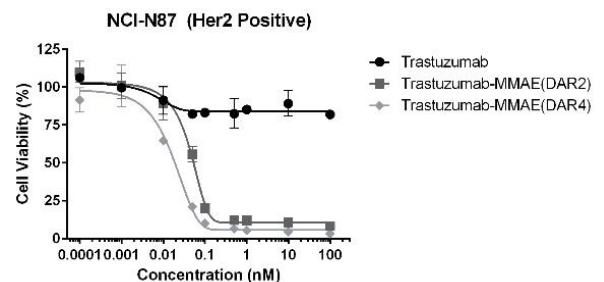 NCI-N87 (Her2 Positive)
125
100
75
50
25
0
Cell Viability (%)
0.0001 0.001 0.01 0.1 1 10 100
Concentration (nM)
Trastuzumab
Trastuzumab-MMAE(DAR2)
Trastuzumab-MMAE(DAR4)